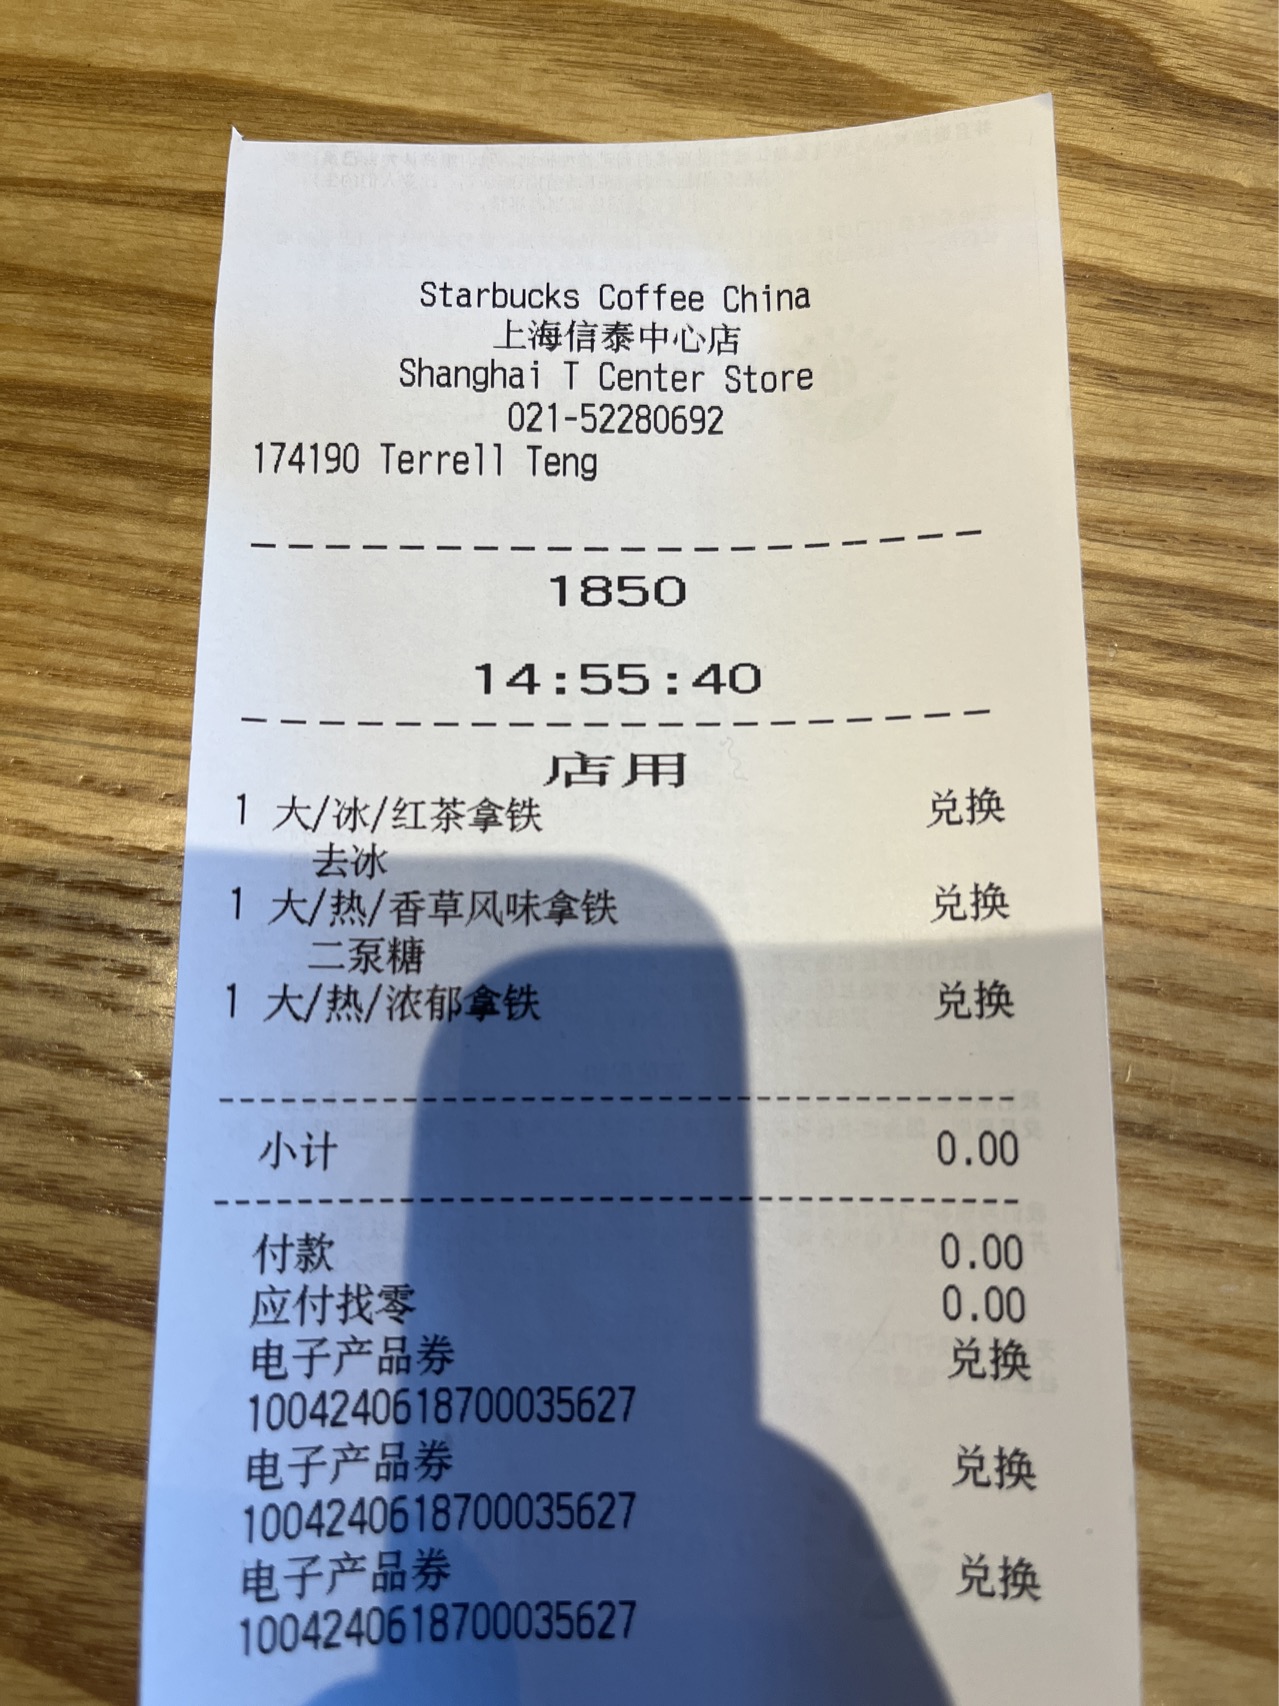 Starbucks Coffee China
上海信泰中心店
Shanghai T Center Store
021-52280692
174190 Terrell Teng
1850
14:55:40
店用
1 大/冰/红茶拿铁 兑换
去冰
1 大/热/香草风味拿铁 兑换
二泵糖
1 大/热/浓郁拿铁 兑换
小计 0.00
付款 0.00
应付找零 0.00
电子产品券 兑换
1004240618700035627
电子产品券 兑换
1004240618700035627
电子产品券 兑换
1004240618700035627